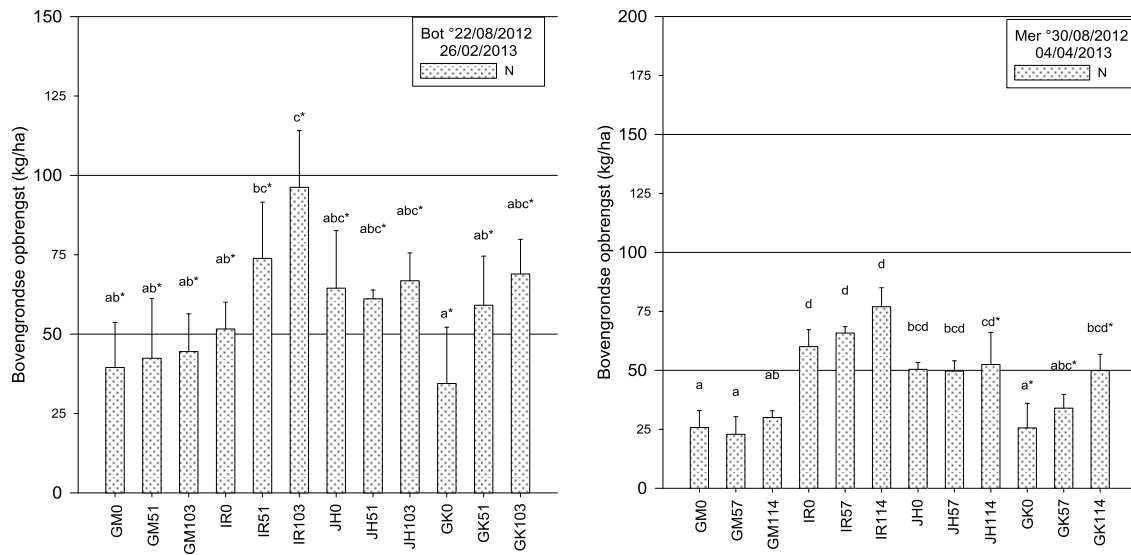 Bovengrondse opbrengst (kg/ha)
150
125
100
75
50
25
0
Bot °22/08/2012
26/02/2013
N
ab*
ab*
ab*
ab*
bc*
c*
abc*
abc*
abc*
a*
ab*
abc*
GM0
GM51
GM103
IR0
IR51
IR103
JH0
JH51
JH103
GK0
GK51
GK103
Bovengrondse opbrengst (kg/ha)
200
175
150
125
100
75
50
25
0
Mer °30/08/2012
04/04/2013
N
a
a
ab
d
d
d
bcd
bcd
cd*
a*
abc*
bcd*
GM0
GM57
GM114
IR0
IR57
IR114
JH0
JH57
JH114
GK0
GK57
GK114